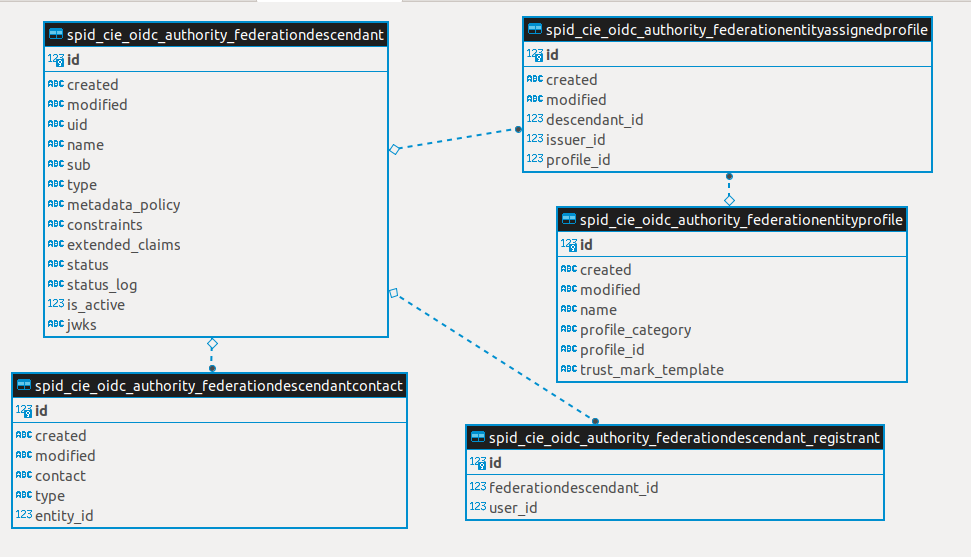 spid_cie_oidc_authority_federationdescendant
123 id
ABC created
ABC modified
ABC uid
ABC name
ABC sub
ABC type
ABC metadata_policy
ABC constraints
ABC extended_claims
ABC status
ABC status_log
123 is_active
ABC jwks
spid_cie_oidc_authority_federationentityassignedprofile
123 id
ABC created
ABC modified
123 descendant_id
123 issuer_id
123 profile_id
spid_cie_oidc_authority_federationentityprofile
123 id
ABC created
ABC modified
ABC name
ABC profile_category
ABC profile_id
ABC trust_mark_template
spid_cie_oidc_authority_federationdescendantcontact
123 id
ABC created
ABC modified
ABC contact
ABC type
123 entity_id
spid_cie_oidc_authority_federationdescendant_registrant
123 id
123 federationdescendant_id
123 user_id